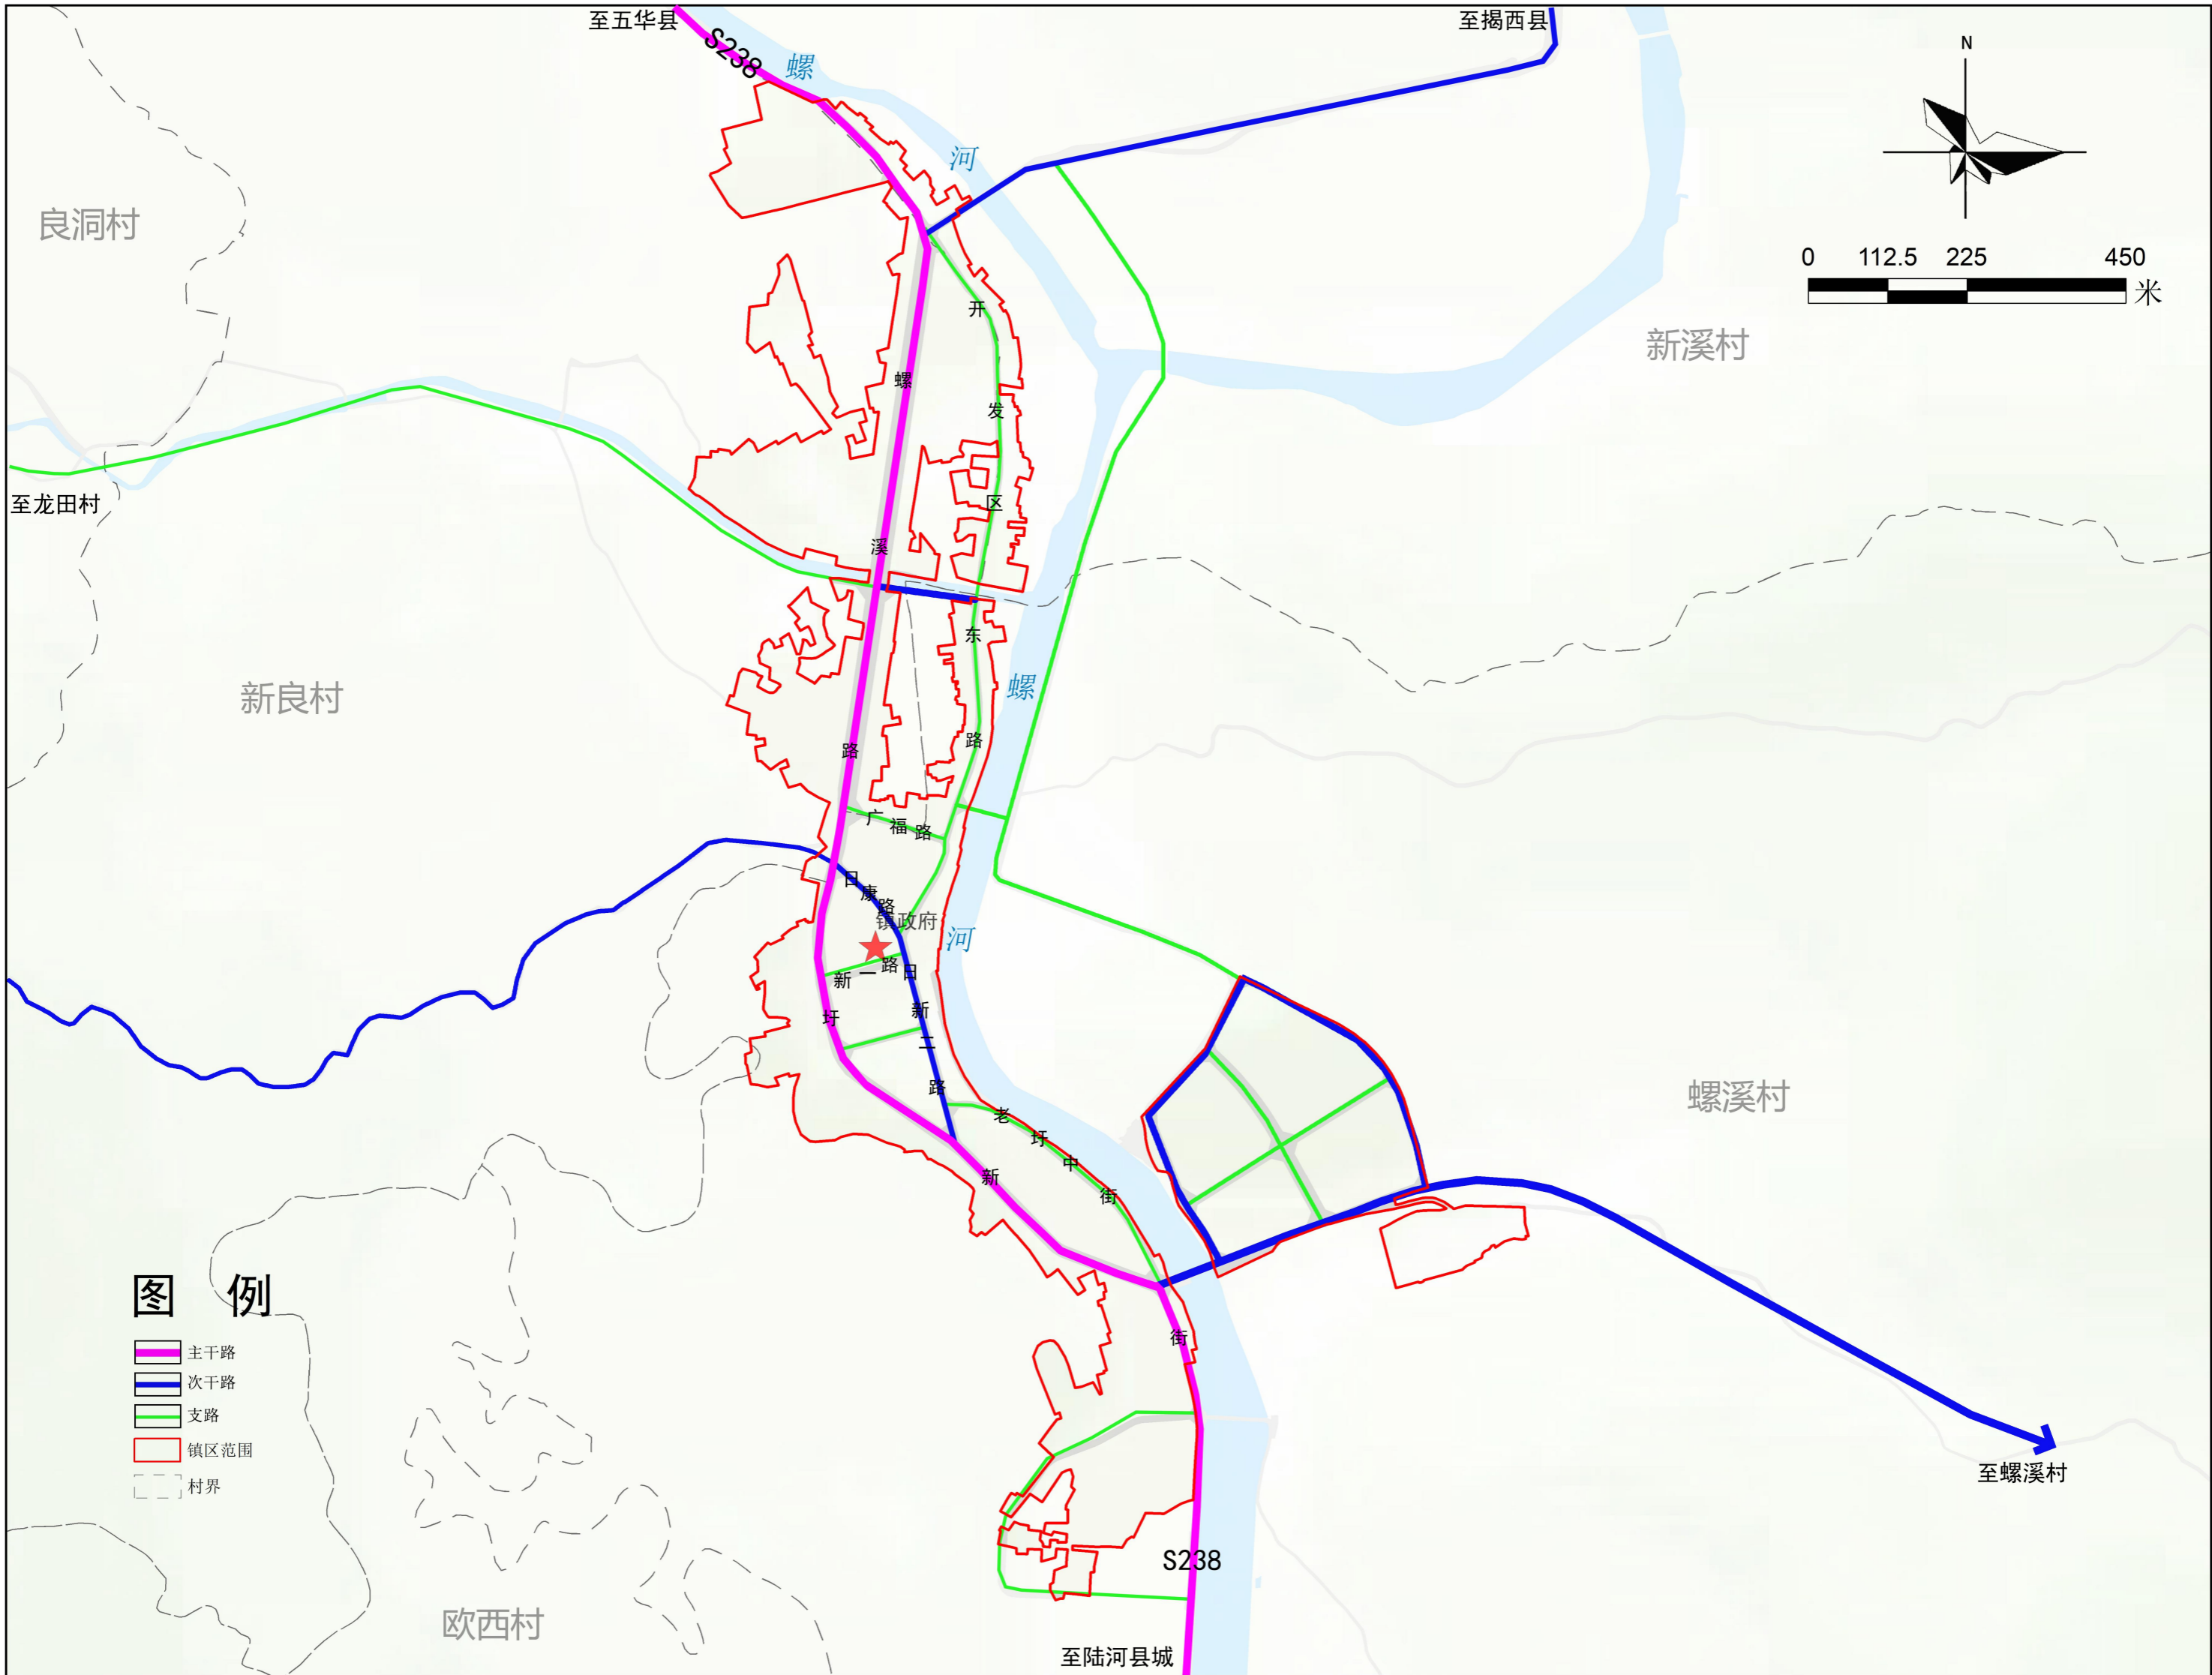 至五华县
至揭西县
S238
螺
N
河
良洞村
0 112.5 225 450
米
开
新溪村
螺
发
区
至龙田村
溪
东
螺
新良村
路
路
广福路
日康路
镇政府
河
新一路
日新二路
圩
螺溪村
老圩中街
新
图 例
街
主干路
次干路
支路
镇区范围
村界
至螺溪村
S238
欧西村
至陆河县城